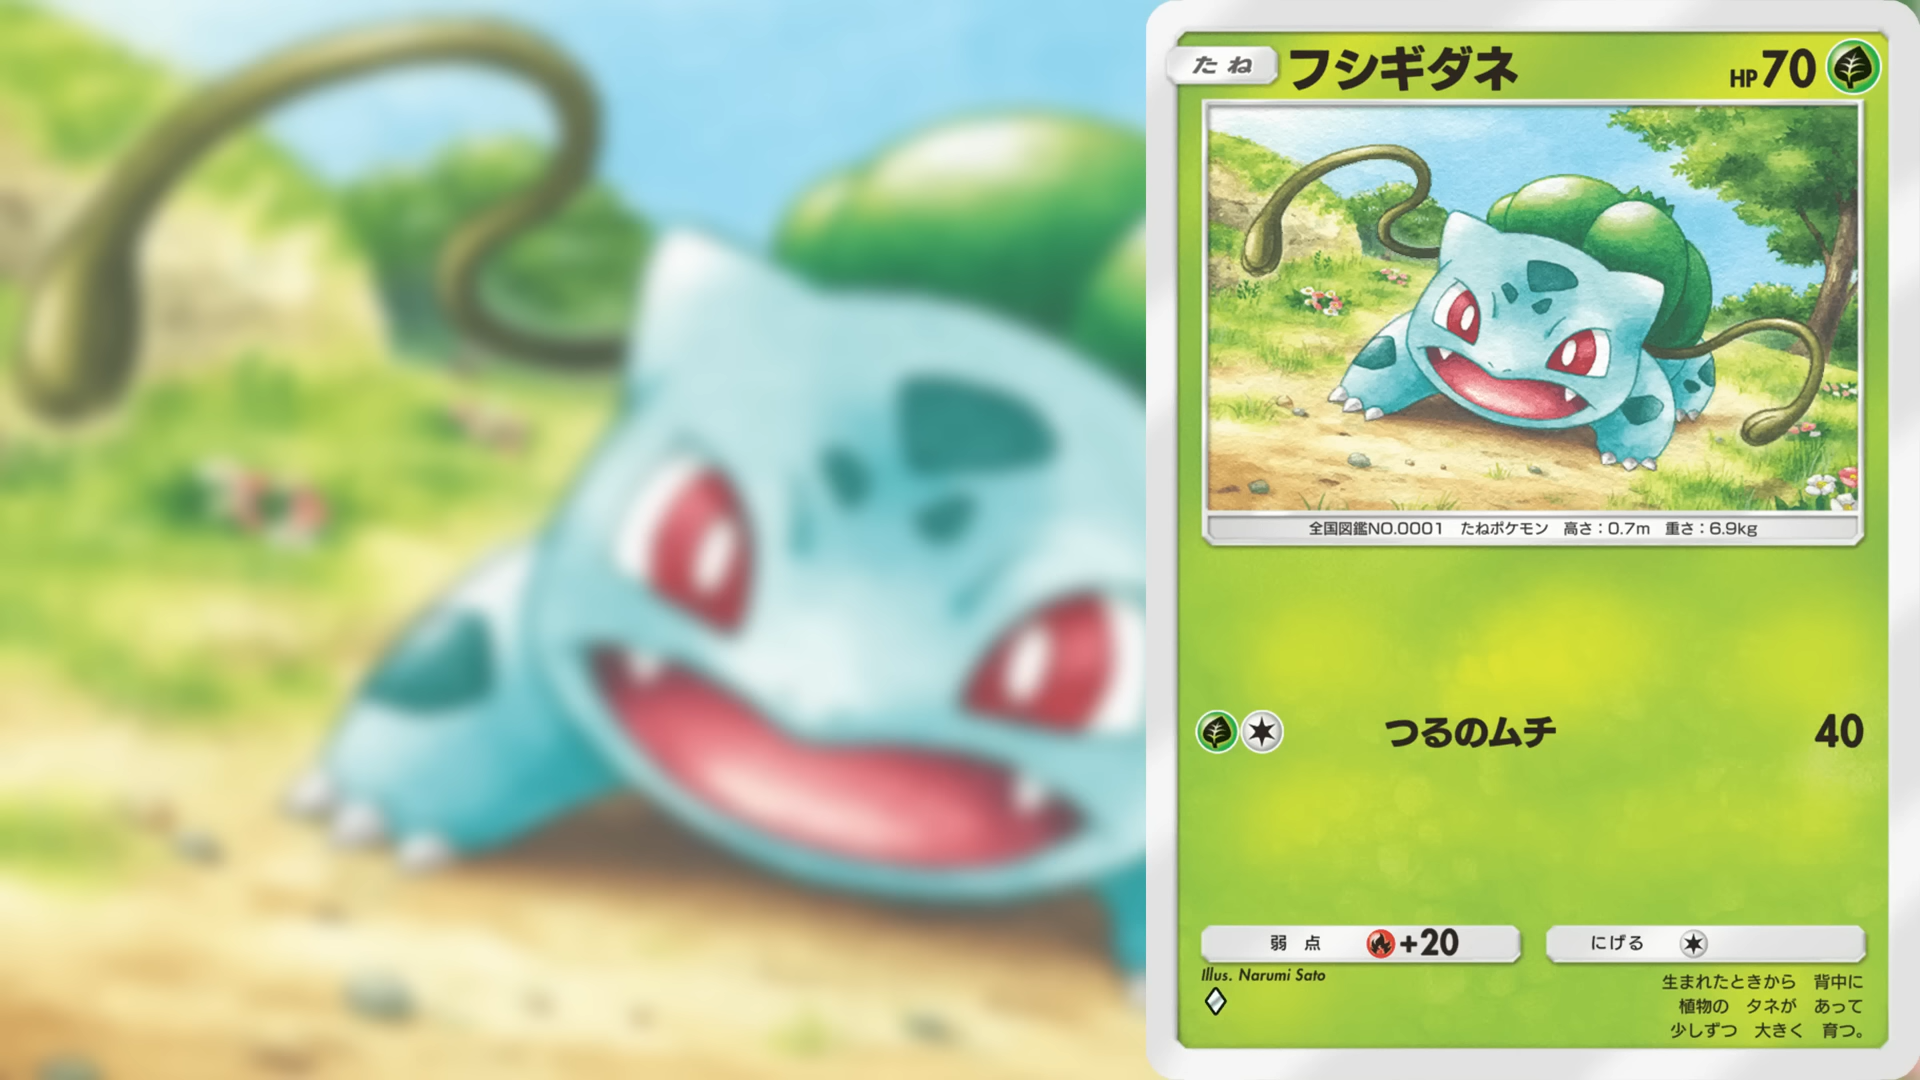 たね フシギダネ HP70
全国図鑑NO.0001 たねポケモン 高さ：0.7m 重さ：6.9kg
つるのムチ 40
弱点 +20 にげる
Illus. Narumi Sato
生まれたときから 背中に
植物の タネが あって
少しずつ 大きく 育つ。